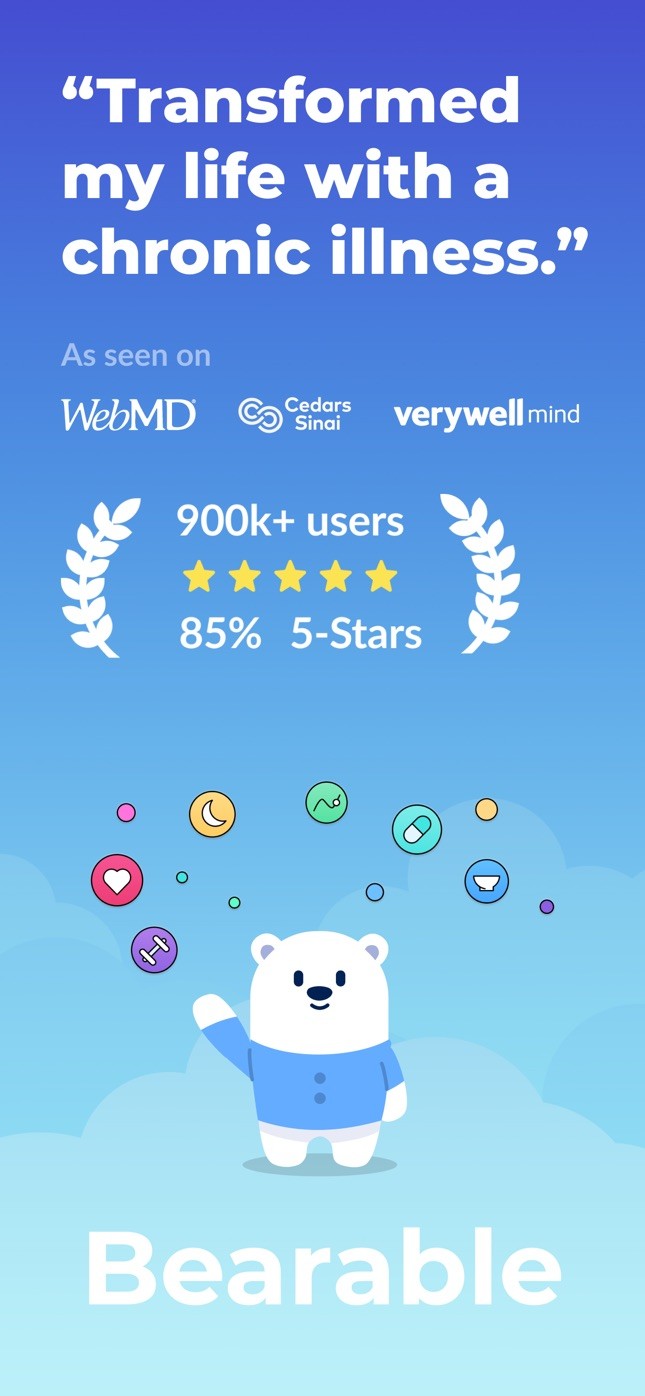 “Transformed
my life with a
chronic illness.”
As seen on
WebMD® Cedars Sinai verywell mind
900k+ users
85% 5-Stars
Bearable